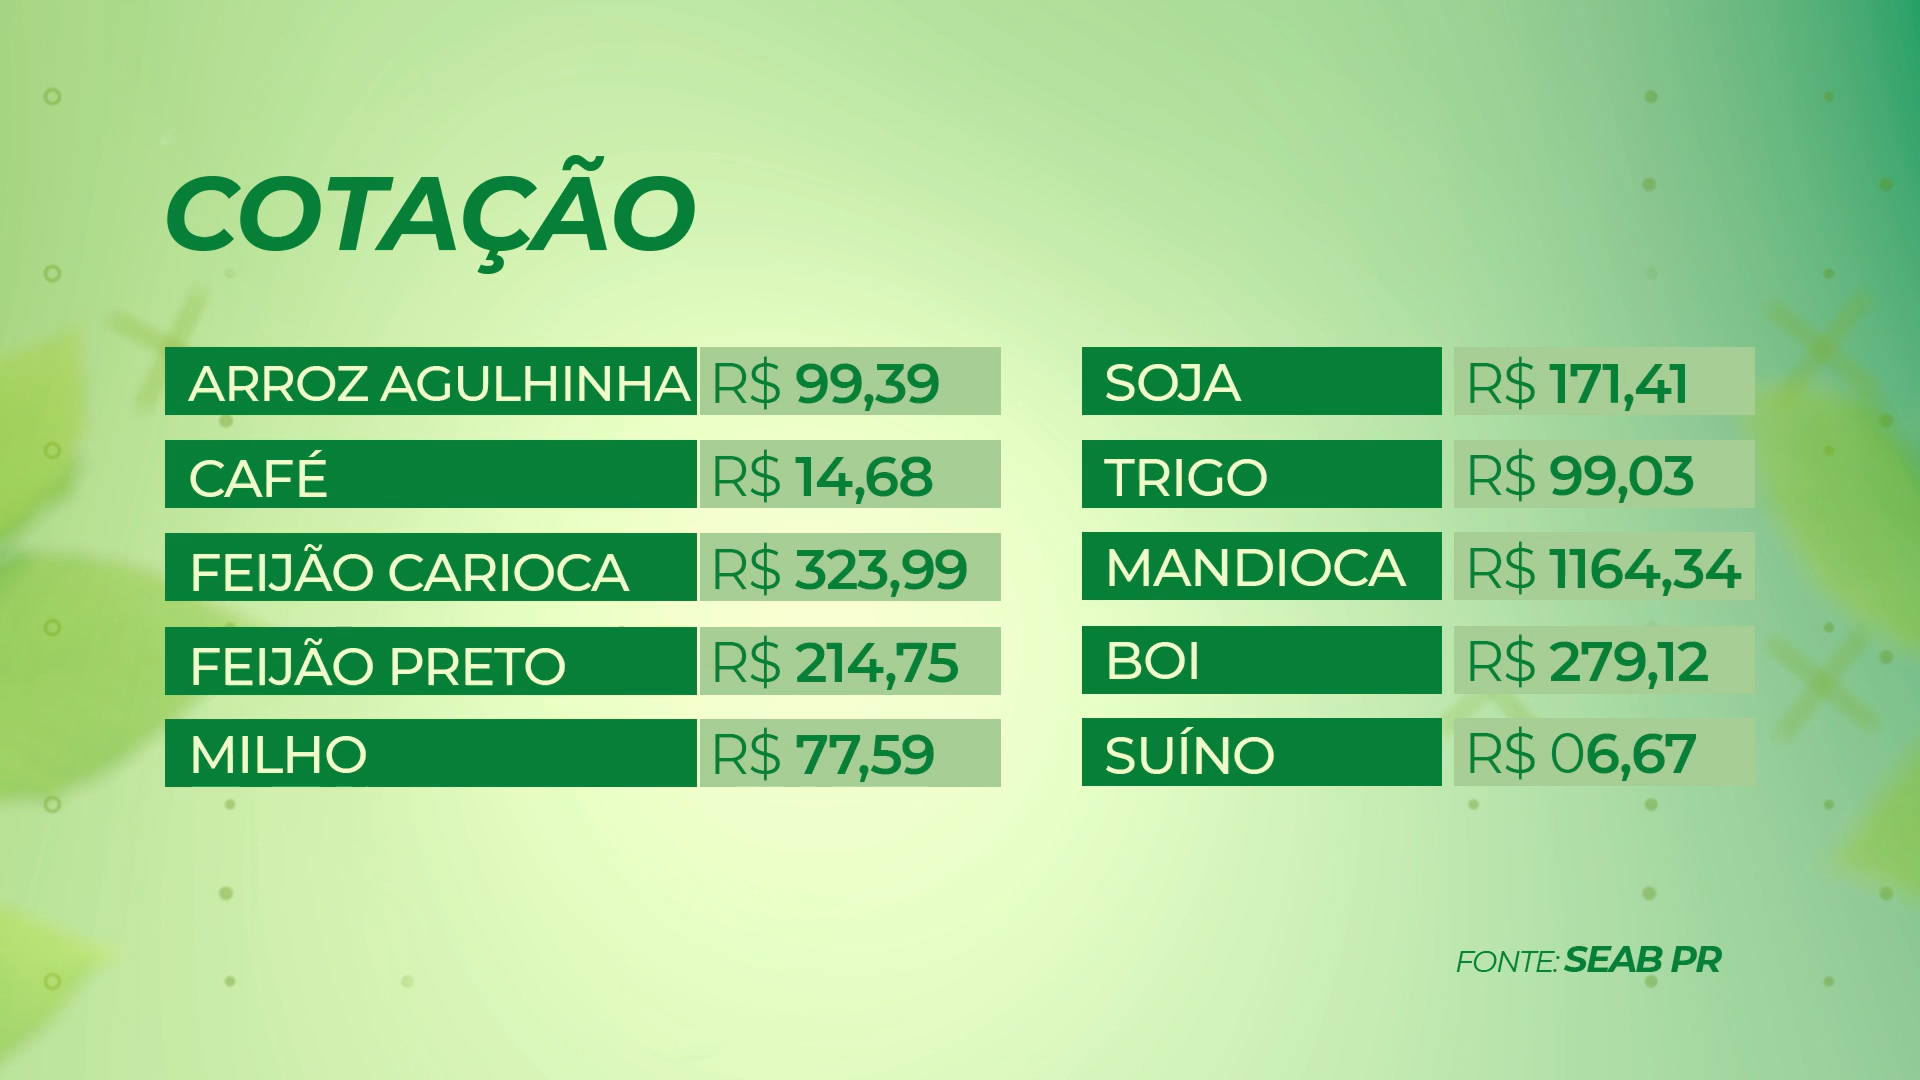 COTAÇÃO
ARROZ AGULHINHA R$ 99,39
CAFÉ R$ 14,68
FEIJÃO CARIOCA R$ 323,99
FEIJÃO PRETO R$ 214,75
MILHO R$ 77,59
SOJA R$ 171,41
TRIGO R$ 99,03
MANDIOCA R$ 1164,34
BOI R$ 279,12
SUÍNO R$ 06,67
FONTE: SEAB PR